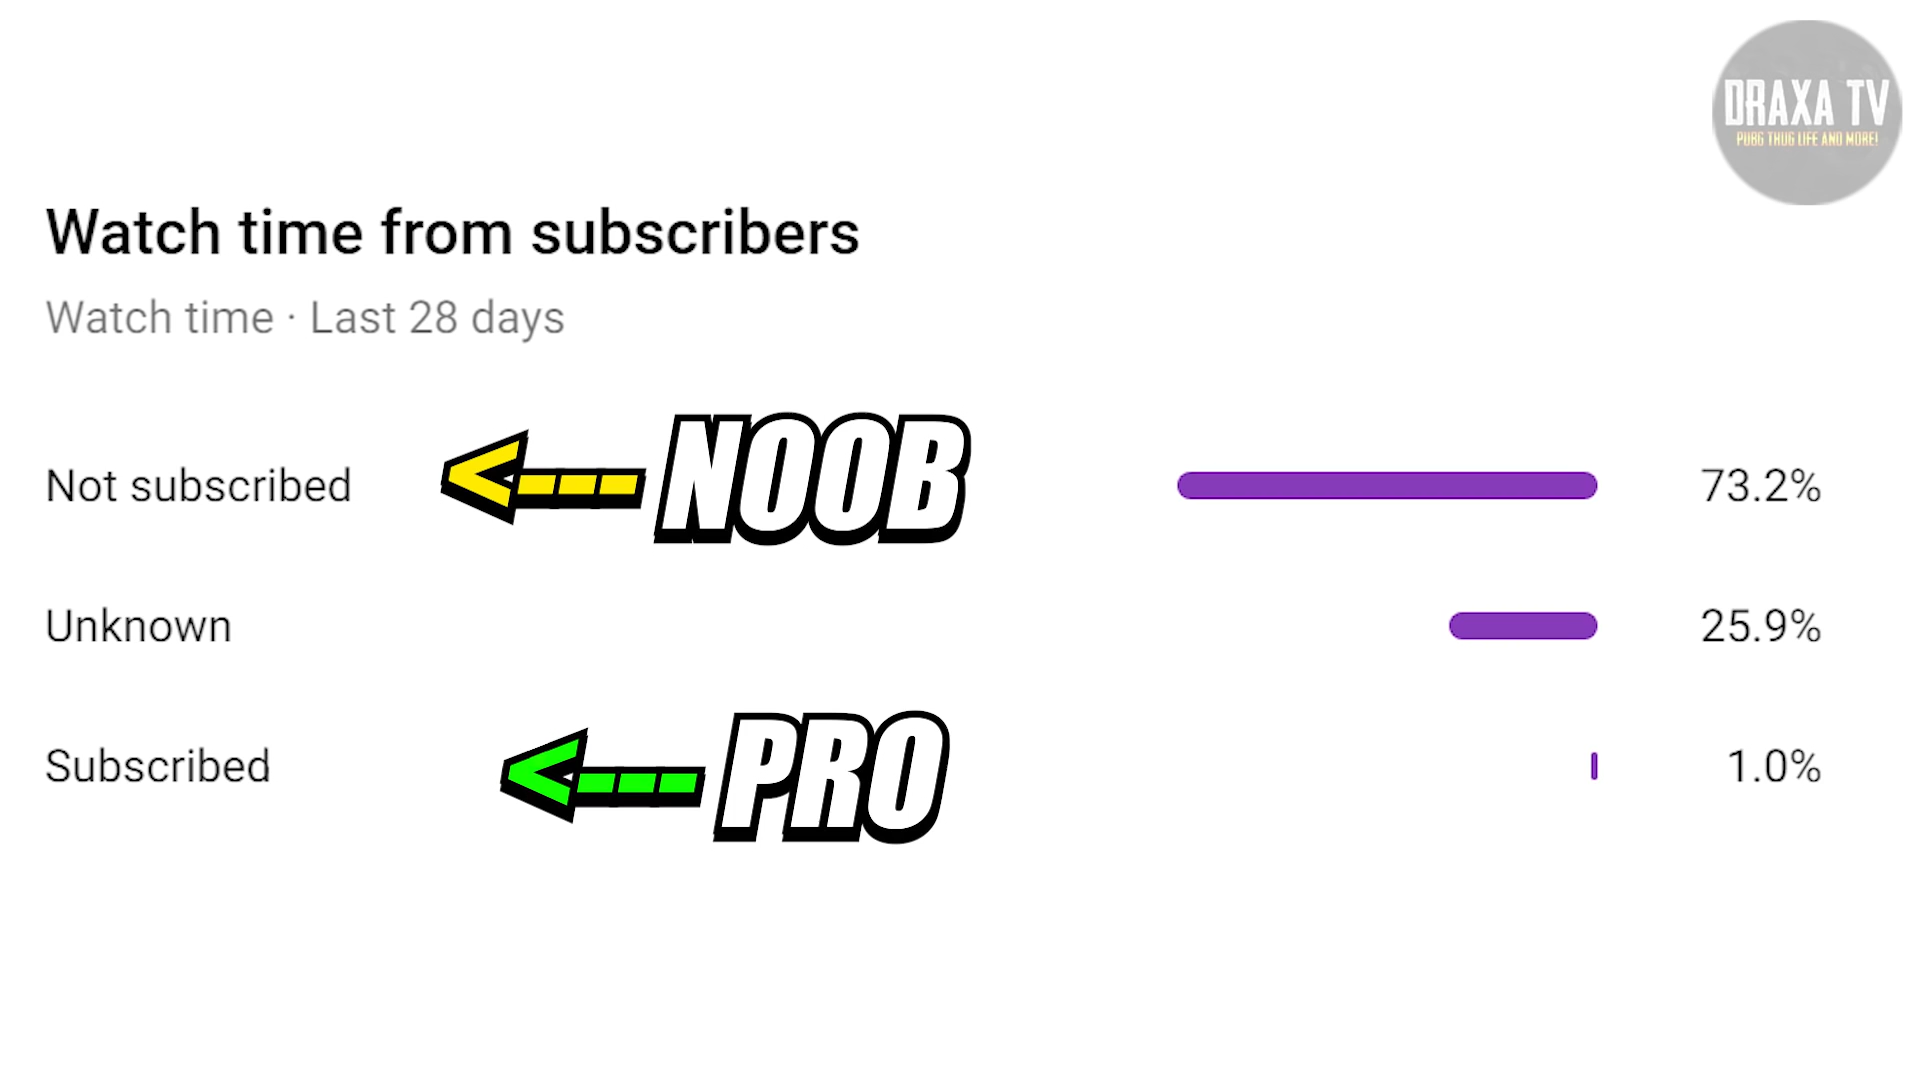 DRAXA TV
PUBG THUG LIFE AND MORE!
Watch time from subscribers
Watch time · Last 28 days
Not subscribed NOOB 73.2%
Unknown 25.9%
Subscribed PRO 1.0%